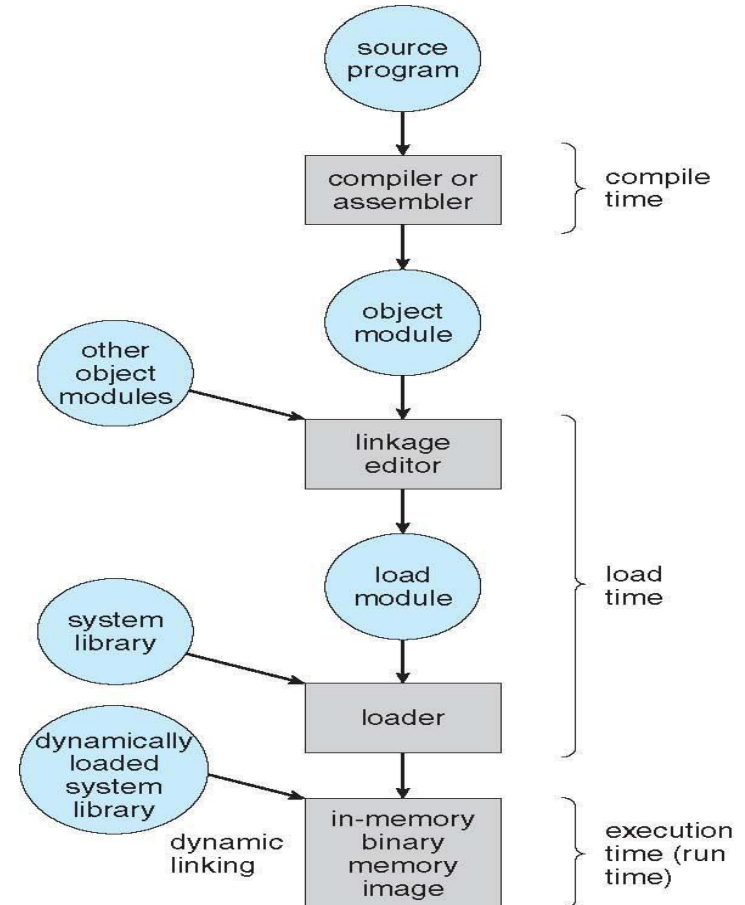 source
program
compiler or
assembler
compile
time
object
module
other
object
modules
linkage
editor
load
module
load
time
system
library
loader
dynamically
loaded
system
library
dynamic
linking
in-memory
binary
memory
image
execution
time (run
time)